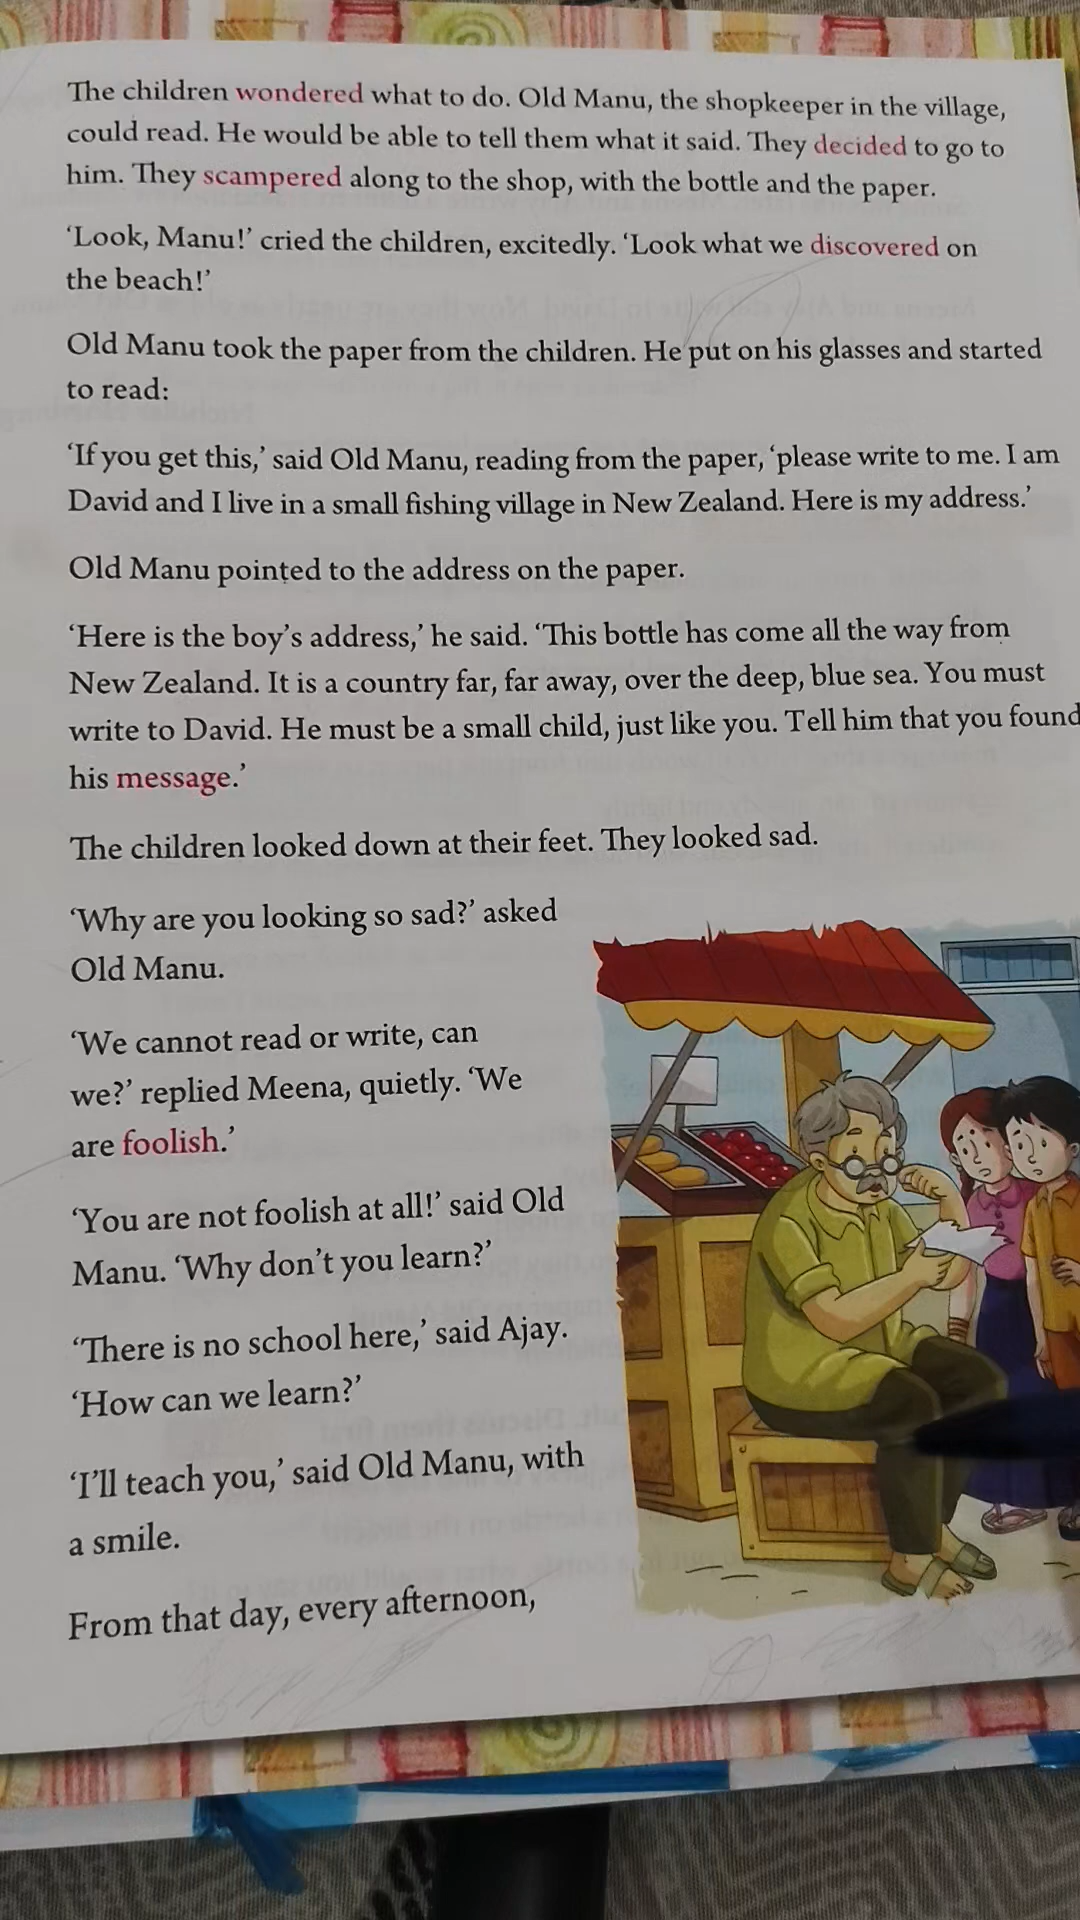 The children wondered what to do. Old Manu, the shopkeeper in the village,
could read. He would be able to tell them what it said. They decided to go to
him. They scampered along to the shop, with the bottle and the paper.
‘Look, Manu!’ cried the children, excitedly. ‘Look what we discovered on
the beach!’
Old Manu took the paper from the children. He put on his glasses and started
to read:
‘If you get this,’ said Old Manu, reading from the paper, ‘please write to me. I am
David and I live in a small fishing village in New Zealand. Here is my address.’
Old Manu pointed to the address on the paper.
‘Here is the boy’s address,’ he said. ‘This bottle has come all the way from
New Zealand. It is a country far, far away, over the deep, blue sea. You must
write to David. He must be a small child, just like you. Tell him that you found
his message.’
The children looked down at their feet. They looked sad.
‘Why are you looking so sad?’ asked
Old Manu.
‘We cannot read or write, can
we?’ replied Meena, quietly. ‘We
are foolish.’
‘You are not foolish at all!’ said Old
Manu. ‘Why don’t you learn?’
‘There is no school here,’ said Ajay.
‘How can we learn?’
‘I’ll teach you,’ said Old Manu, with
a smile.
From that day, every afternoon,